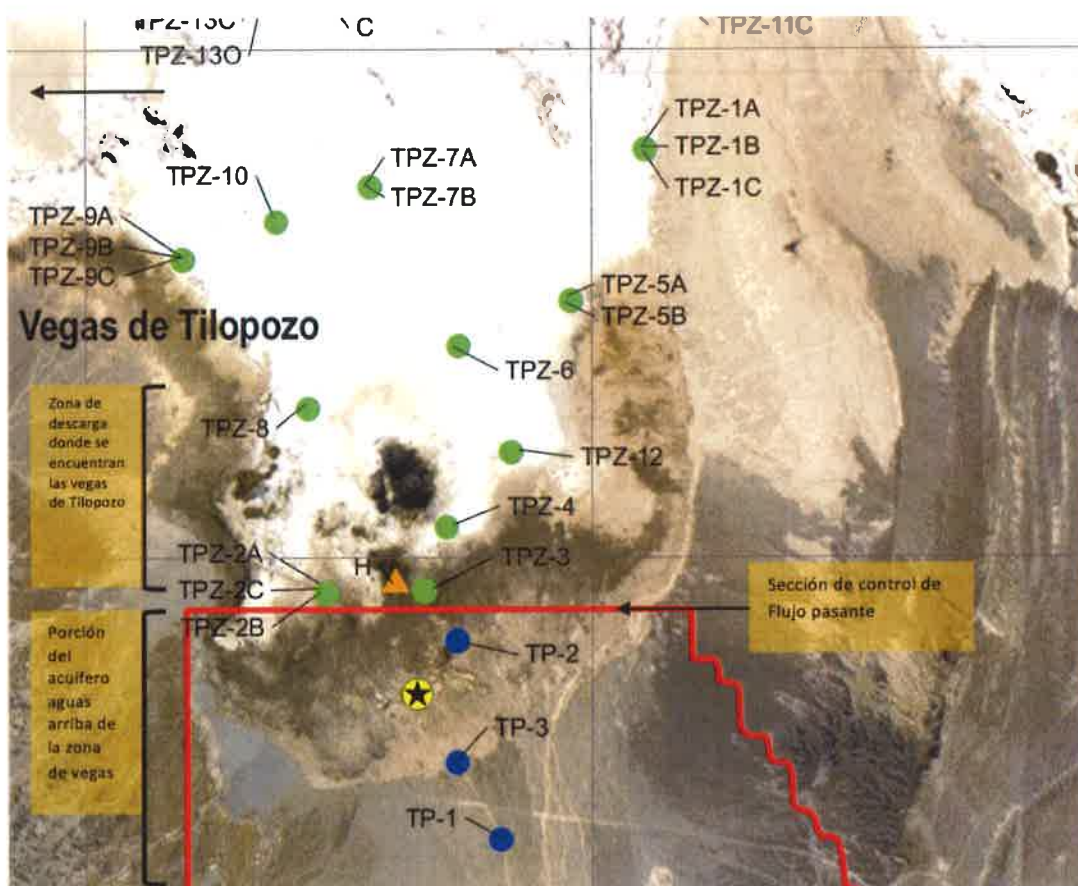 C
TPZ-11C
TPZ-13O
TPZ-1A
TPZ-1B
TPZ-1C
TPZ-7A
TPZ-7B
TPZ-10
TPZ-9A
TPZ-9B
TPZ-9C
TPZ-5A
TPZ-5B
Vegas de Tilopozo
TPZ-6
Zona de
descarga
donde se
encuentran
las vegas
de Tilopozo
TPZ-8
TPZ-12
TPZ-4
TPZ-2A
TPZ-2C
TPZ-2B
H
TPZ-3
Sección de control de
Flujo pasante
Porción
del
acuífero
aguas
arriba de
la zona
de vegas
TP-2
TP-3
TP-1